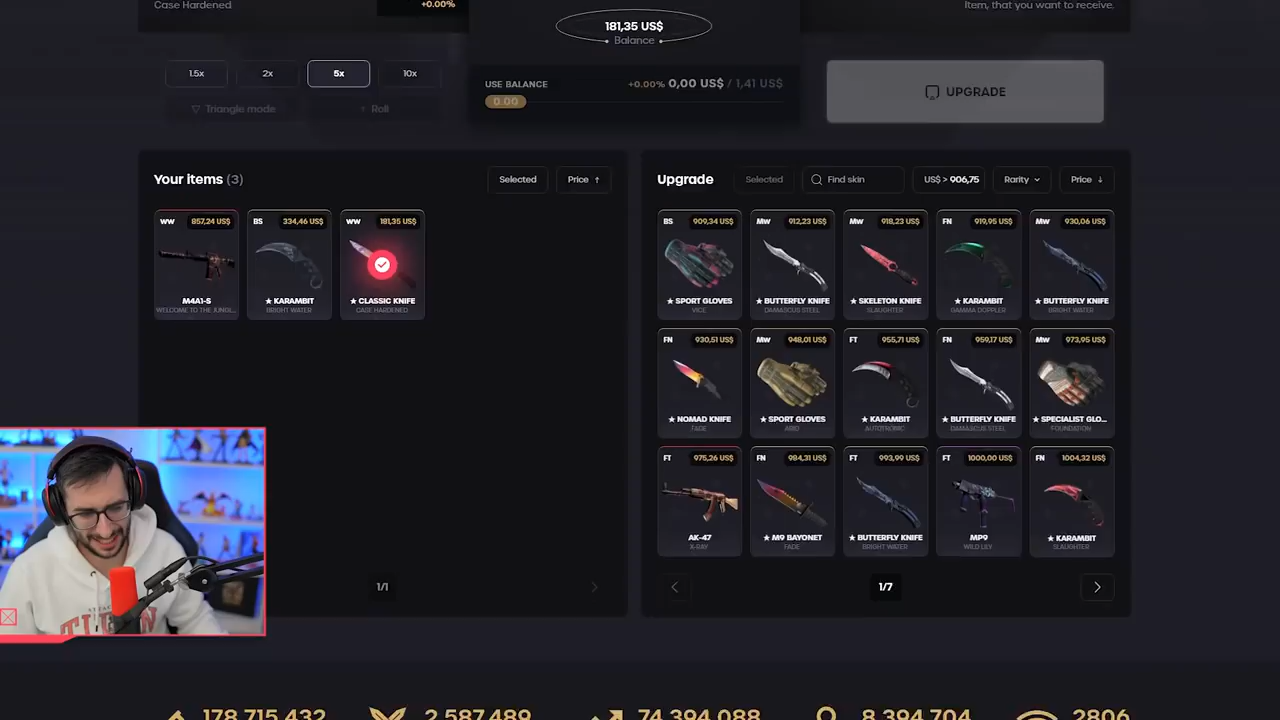 Case Hardened
+0.00%
181,35 US$
Balance
Item, that you want to receive.
1.5x
2x
5x
10x
Triangle mode
Roll
USE BALANCE
+0.00% 0,00 US$ / 1,41 US$
0.00
UPGRADE
Your items (3)
Selected
Price ↑
WW 857,24 US$
M4A1-S
WELCOME TO THE JUNGL...
BS 334,46 US$
★ KARAMBIT
BRIGHT WATER
WW 181,35 US$
★ CLASSIC KNIFE
CASE HARDENED
1/1
Upgrade
Selected
Find skin
US$ > 906,75
Rarity
Price ↓
BS 909,34 US$
★ SPORT GLOVES
VICE
MW 912,23 US$
★ BUTTERFLY KNIFE
DAMASCUS STEEL
MW 918,23 US$
★ SKELETON KNIFE
SLAUGHTER
FN 919,95 US$
★ KARAMBIT
GAMMA DOPPLER
MW 930,06 US$
★ BUTTERFLY KNIFE
BRIGHT WATER
FN 930,51 US$
★ NOMAD KNIFE
FADE
MW 948,01 US$
★ SPORT GLOVES
ARID
FT 955,71 US$
★ KARAMBIT
AUTOTRONIC
FN 959,17 US$
★ BUTTERFLY KNIFE
DAMASCUS STEEL
MW 973,95 US$
★ SPECIALIST GLO...
FOUNDATION
FT 975,26 US$
AK-47
X-RAY
FN 984,31 US$
★ M9 BAYONET
FADE
FT 993,99 US$
★ BUTTERFLY KNIFE
BRIGHT WATER
FT 1000,00 US$
MP9
WILD LILY
FN 1004,32 US$
★ KARAMBIT
SLAUGHTER
1/7
178 715 432
2 587 489
74 394 088
8 394 704
2806